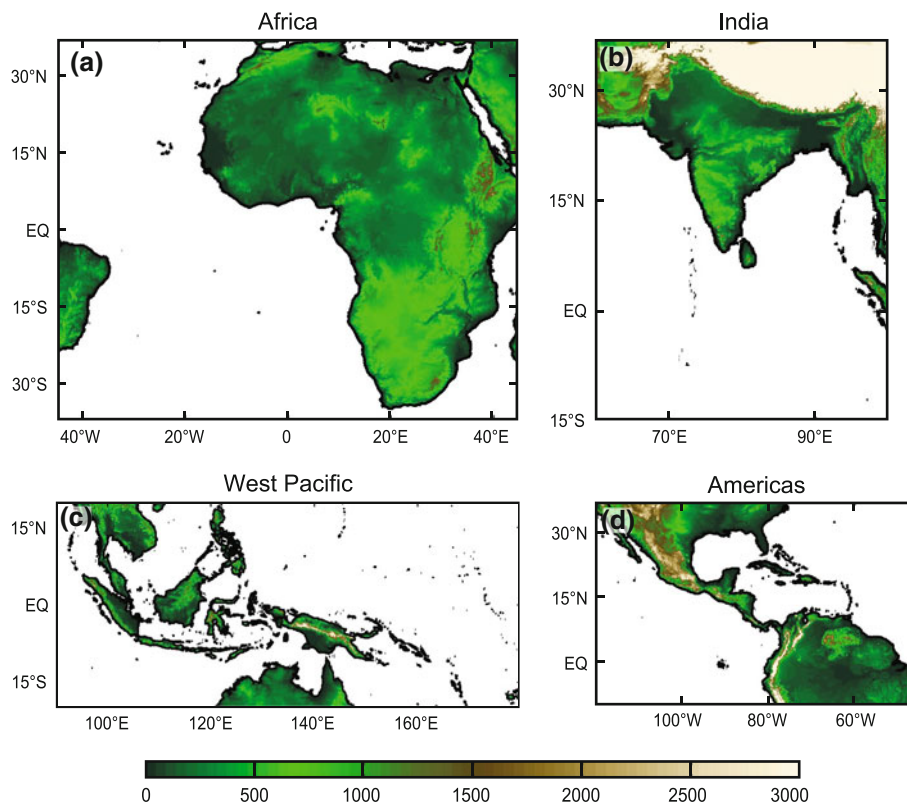 Africa
India
(a)
(b)
30°N
15°N
EQ
15°S
30°S
40°W
20°W
0
20°E
40°E
30°N
15°N
EQ
15°S
70°E
90°E
West Pacific
Americas
(c)
(d)
15°N
EQ
15°S
100°E
120°E
140°E
160°E
30°N
15°N
EQ
100°W
80°W
60°W
0
500
1000
1500
2000
2500
3000